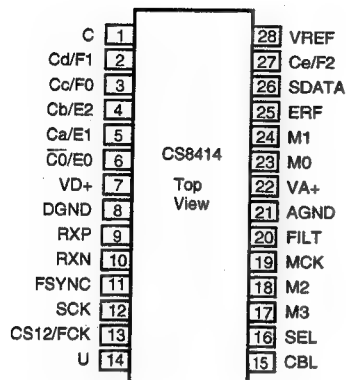 C 1 28 VREF
Cd/F1 2 27 Ce/F2
Cc/F0 3 26 SDATA
Cb/E2 4 25 ERF
Ca/E1 5 24 M1
C0/E0 6 CS8414 23 M0
VD+ 7 Top 22 VA+
DGND 8 View 21 AGND
RXP 9 20 FILT
RXN 10 19 MCK
FSYNC 11 18 M2
SCK 12 17 M3
CS12/FCK 13 16 SEL
U 14 15 CBL